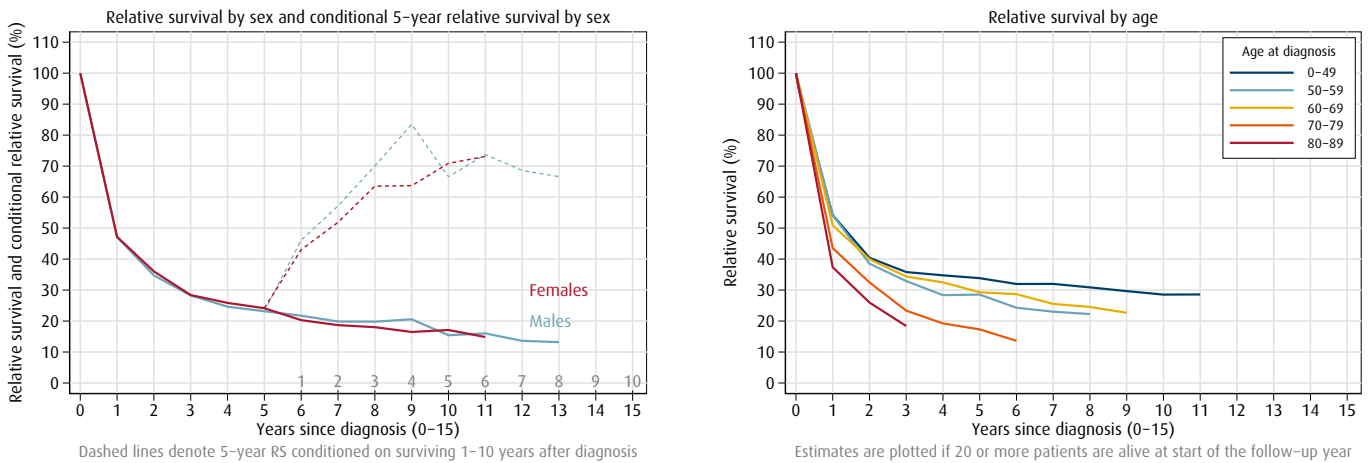 Relative survival by sex and conditional 5-year relative survival by sex
Relative survival and conditional relative survival (%)
110
100
90
80
70
60
50
40
30
20
10
0
Females
Males
1 2 3 4 5 6 7 8 9 10
0 1 2 3 4 5 6 7 8 9 10 11 12 13 14 15
Years since diagnosis (0-15)
Dashed lines denote 5-year RS conditioned on surviving 1-10 years after diagnosis
Relative survival by age
Relative survival (%)
110
100
90
80
70
60
50
40
30
20
10
0
Age at diagnosis
0-49
50-59
60-69
70-79
80-89
0 1 2 3 4 5 6 7 8 9 10 11 12 13 14 15
Years since diagnosis (0-15)
Estimates are plotted if 20 or more patients are alive at start of the follow-up year